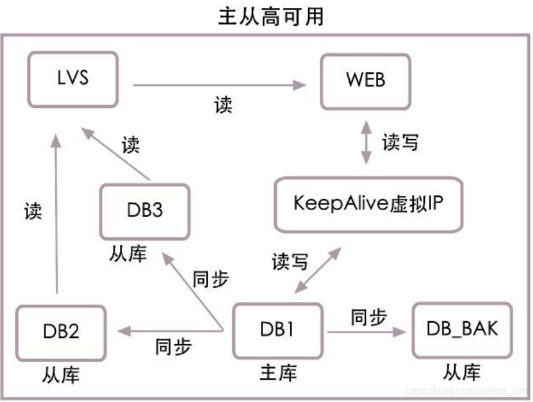 主从高可用
LVS
WEB
读
读
读写
DB3
KeepAlive虚拟IP
从库
读
读写
同步
DB2
DB1
同步
DB_BAK
同步
从库
主库
从库